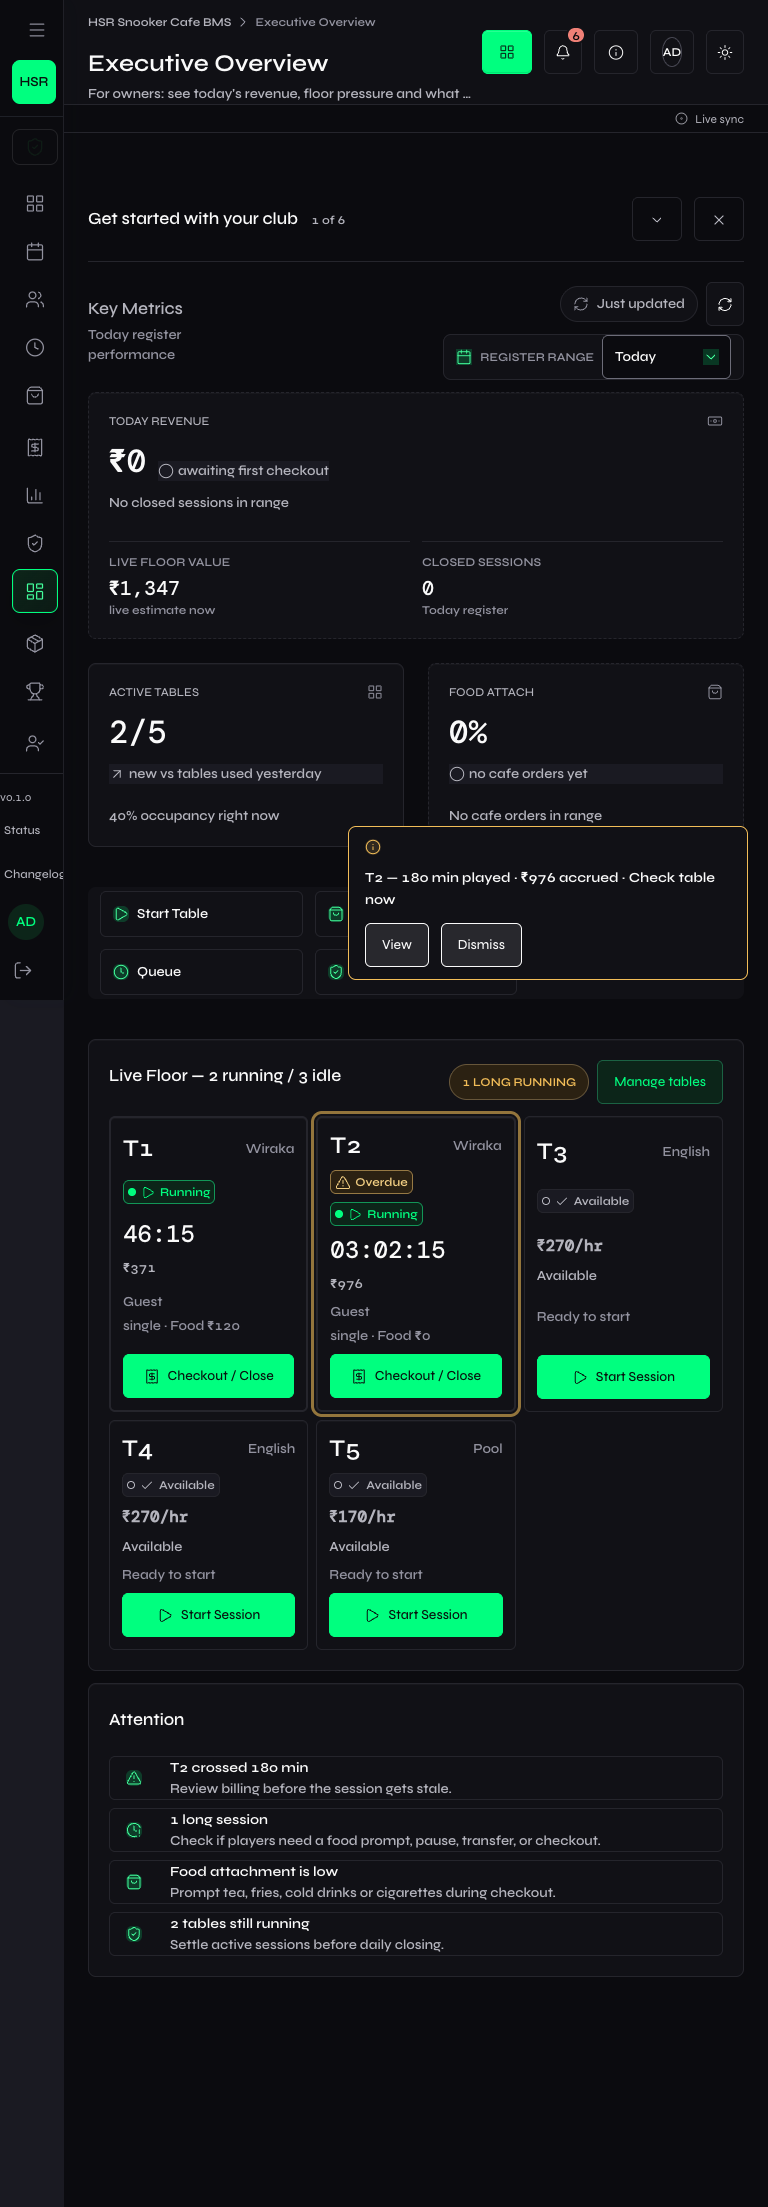 HSR Snooker Cafe BMS > Executive Overview
Executive Overview
For owners: see today's revenue, floor pressure and what …
6
AD
HSR
Live sync
Get started with your club 1 of 6
Key Metrics
Today register
performance
Just updated
REGISTER RANGE Today
TODAY REVENUE
₹0 awaiting first checkout
No closed sessions in range
LIVE FLOOR VALUE
₹1,347
live estimate now
CLOSED SESSIONS
0
Today register
ACTIVE TABLES
2/5
new vs tables used yesterday
40% occupancy right now
FOOD ATTACH
0%
no cafe orders yet
No cafe orders in range
v0.1.0
Status
Changelog
AD
T2 — 180 min played · ₹976 accrued · Check table
now
View Dismiss
Start Table
Queue
Live Floor — 2 running / 3 idle
1 LONG RUNNING
Manage tables
T1 Wiraka
Running
46:15
₹371
Guest
single · Food ₹120
Checkout / Close
T2 Wiraka
Overdue
Running
03:02:15
₹976
Guest
single · Food ₹0
Checkout / Close
T3 English
Available
₹270/hr
Available
Ready to start
Start Session
T4 English
Available
₹270/hr
Available
Ready to start
Start Session
T5 Pool
Available
₹170/hr
Available
Ready to start
Start Session
Attention
T2 crossed 180 min
Review billing before the session gets stale.
1 long session
Check if players need a food prompt, pause, transfer, or checkout.
Food attachment is low
Prompt tea, fries, cold drinks or cigarettes during checkout.
2 tables still running
Settle active sessions before daily closing.